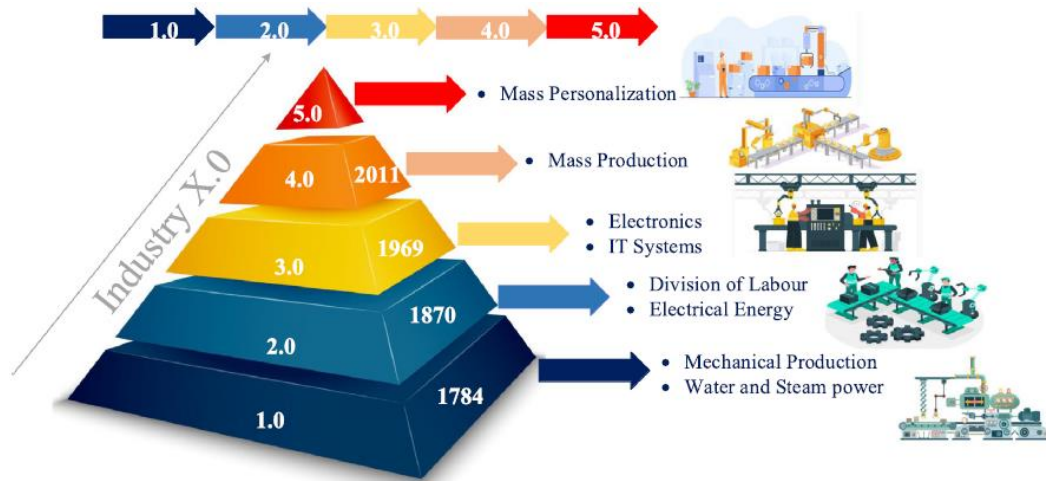 1.0 2.0 3.0 4.0 5.0
Industry X.0
5.0
• Mass Personalization
4.0 2011
• Mass Production
3.0 1969
• Electronics
• IT Systems
2.0 1870
• Division of Labour
• Electrical Energy
1.0 1784
• Mechanical Production
• Water and Steam power